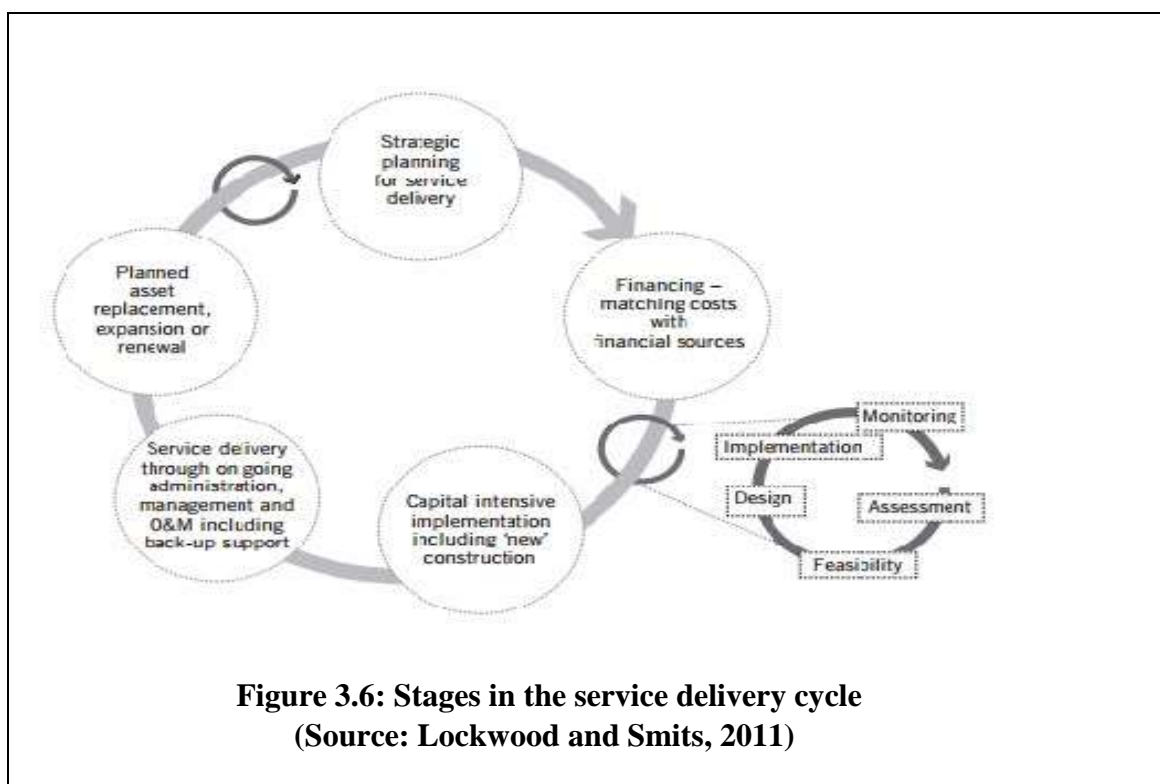 Strategic
planning
for service
delivery
Financing –
matching costs
with
financial sources
Capital intensive
implementation
including 'new'
construction
Service delivery
through on going
administration,
management and
O&M including
back-up support
Planned
asset
replacement,
expansion or
renewal
Monitoring
Implementation
Design
Assessment
Feasibility
Figure 3.6: Stages in the service delivery cycle
(Source: Lockwood and Smits, 2011)